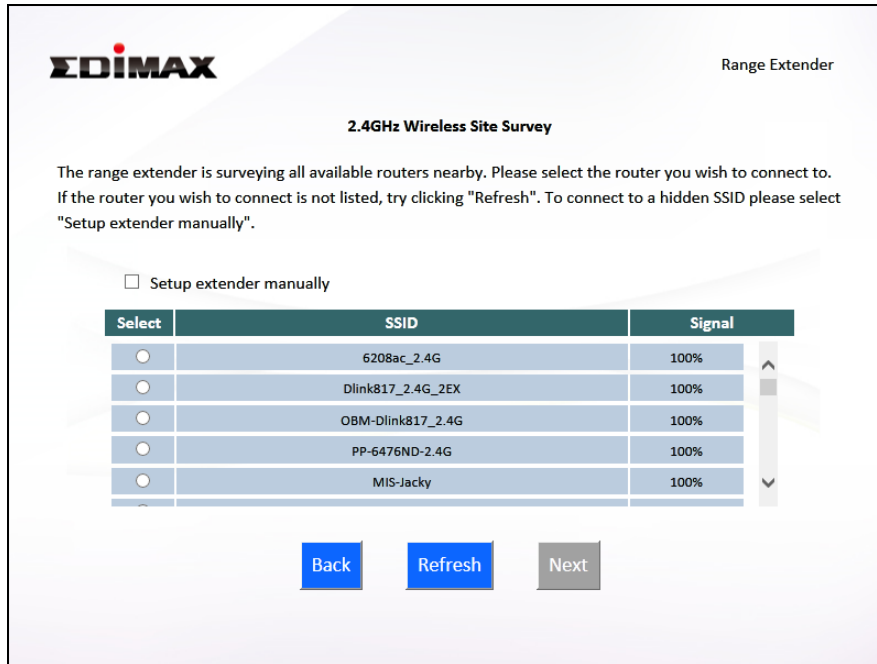 EDIMAX
Range Extender
2.4GHz Wireless Site Survey
The range extender is surveying all available routers nearby. Please select the router you wish to connect to.
If the router you wish to connect is not listed, try clicking "Refresh". To connect to a hidden SSID please select
"Setup extender manually".
Setup extender manually
Select SSID Signal
6208ac_2.4G 100%
Dlink817_2.4G_2EX 100%
OBM-Dlink817_2.4G 100%
PP-6476ND-2.4G 100%
MIS-Jacky 100%
Back Refresh Next